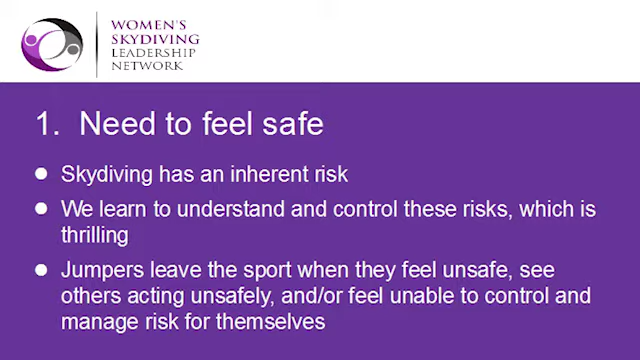 WOMEN'S
SKYDIVING
LEADERSHIP
NETWORK
1. Need to feel safe
Skydiving has an inherent risk
We learn to understand and control these risks, which is
thrilling
Jumpers leave the sport when they feel unsafe, see
others acting unsafely, and/or feel unable to control and
manage risk for themselves